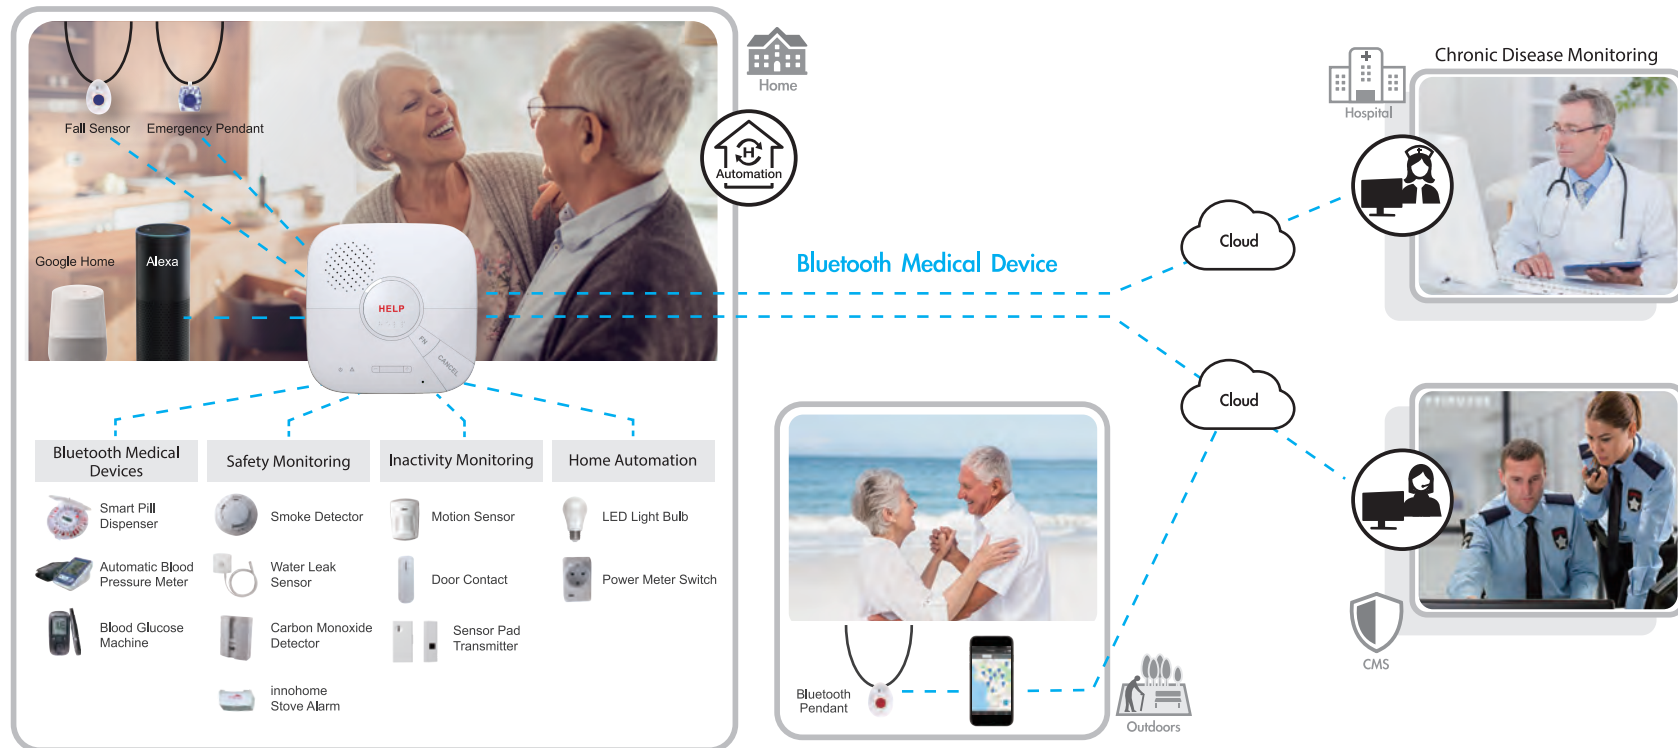 Fall Sensor
Emergency Pendant
Google Home
Alexa
HELP
FN
CANCEL
Home
H
Automation
Bluetooth Medical
Devices
Smart Pill
Dispenser
Automatic Blood
Pressure Meter
Blood Glucose
Machine
Safety Monitoring
Smoke Detector
Water Leak
Sensor
Carbon Monoxide
Detector
innohome
Stove Alarm
Inactivity Monitoring
Motion Sensor
Door Contact
Sensor Pad
Transmitter
Home Automation
LED Light Bulb
Power Meter Switch
Bluetooth Medical Device
Cloud
Cloud
Bluetooth
Pendant
Outdoors
Hospital
Chronic Disease Monitoring
CMS